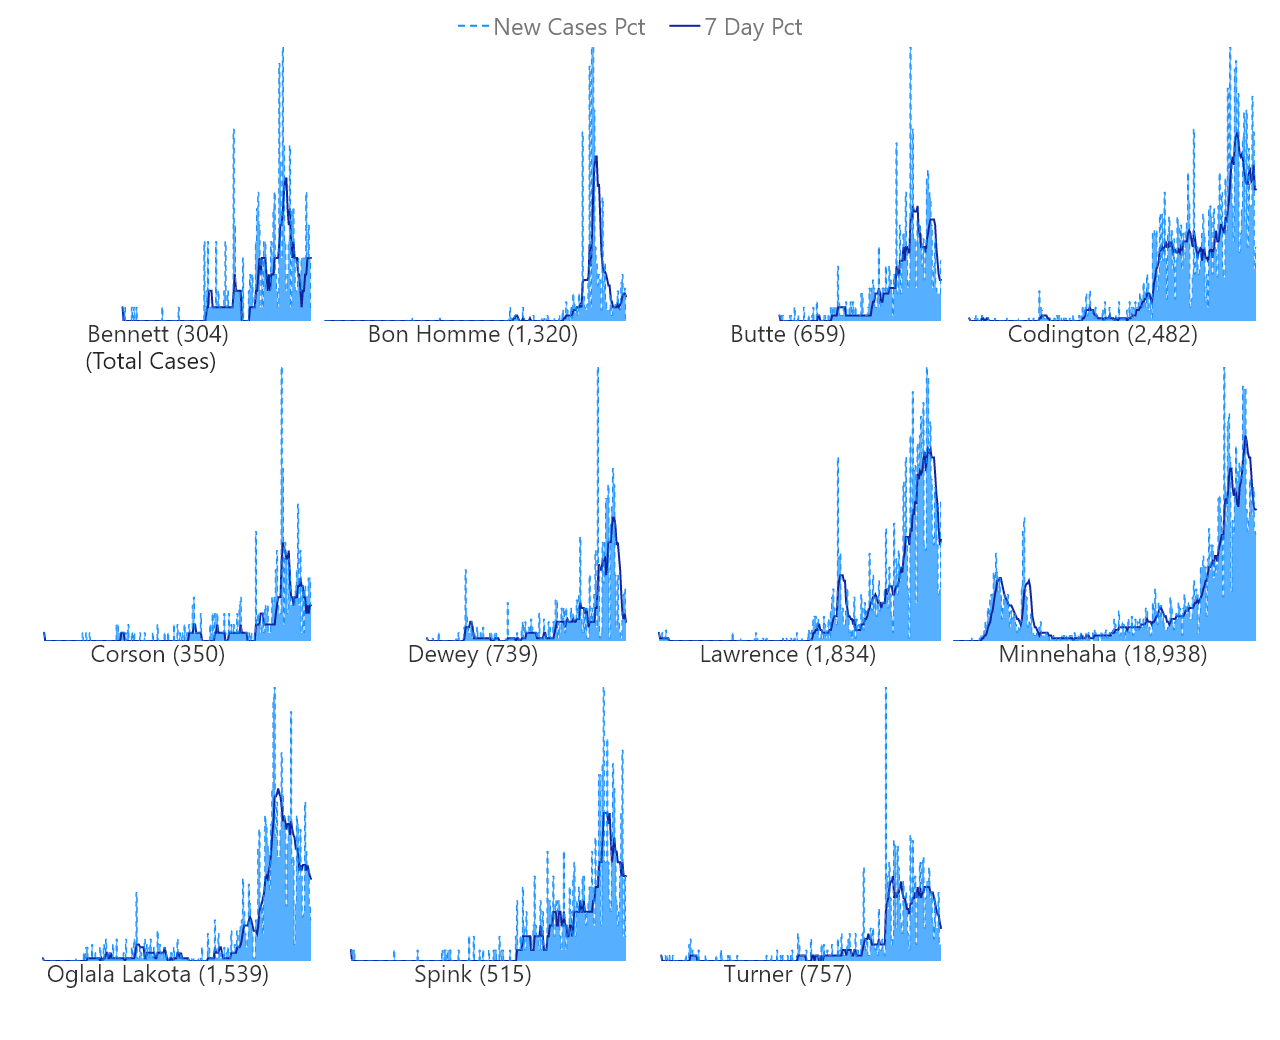 New Cases Pct 7 Day Pct
Bennett (304) Bon Homme (1,320) Butte (659) Codington (2,482)
(Total Cases)
Corson (350) Dewey (739) Lawrence (1,834) Minnehaha (18,938)
Oglala Lakota (1,539) Spink (515) Turner (757)